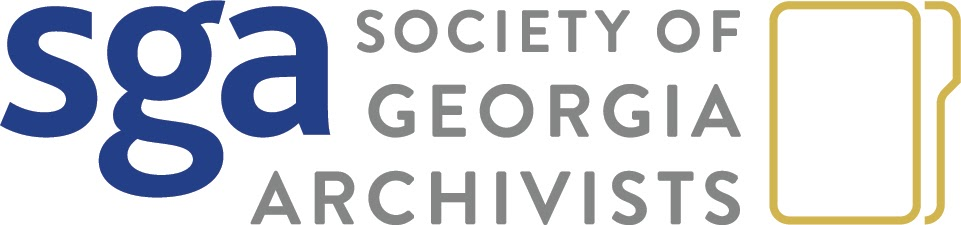 sga
SOCIETY OF
GEORGIA
ARCHIVISTS